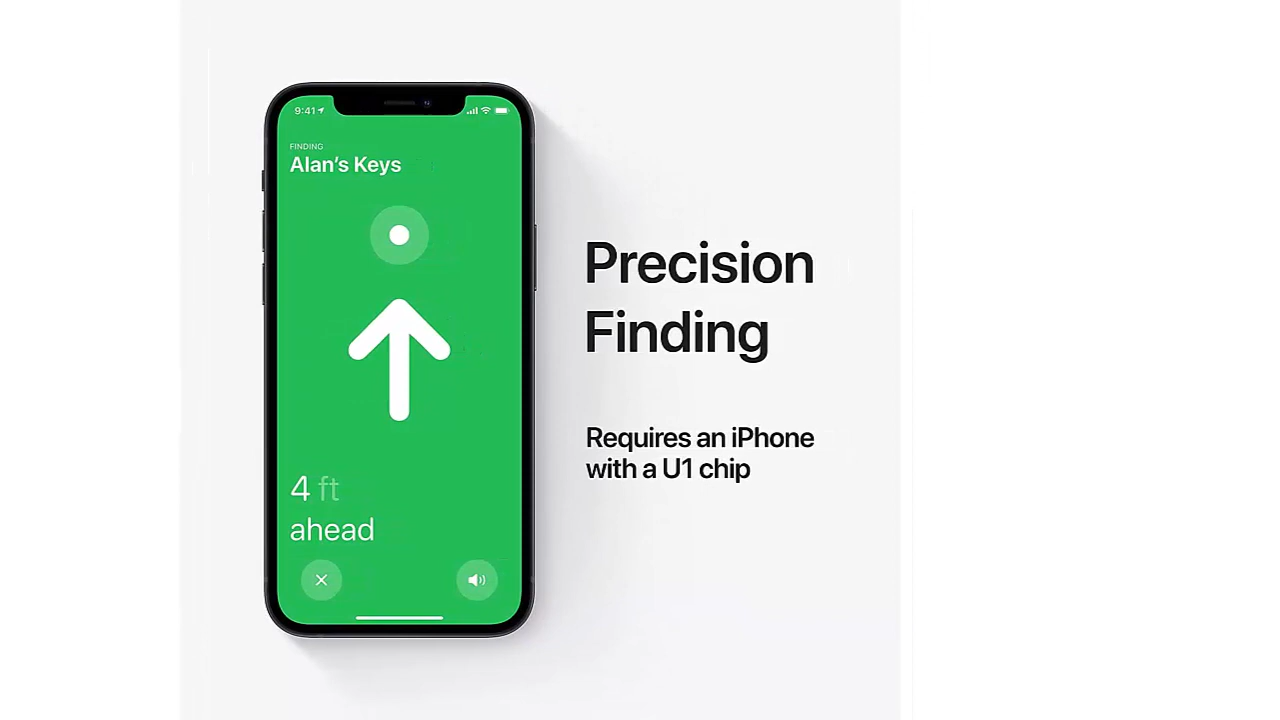 9:41
FINDING
Alan's Keys
4 ft
ahead
Precision
Finding
Requires an iPhone
with a U1 chip